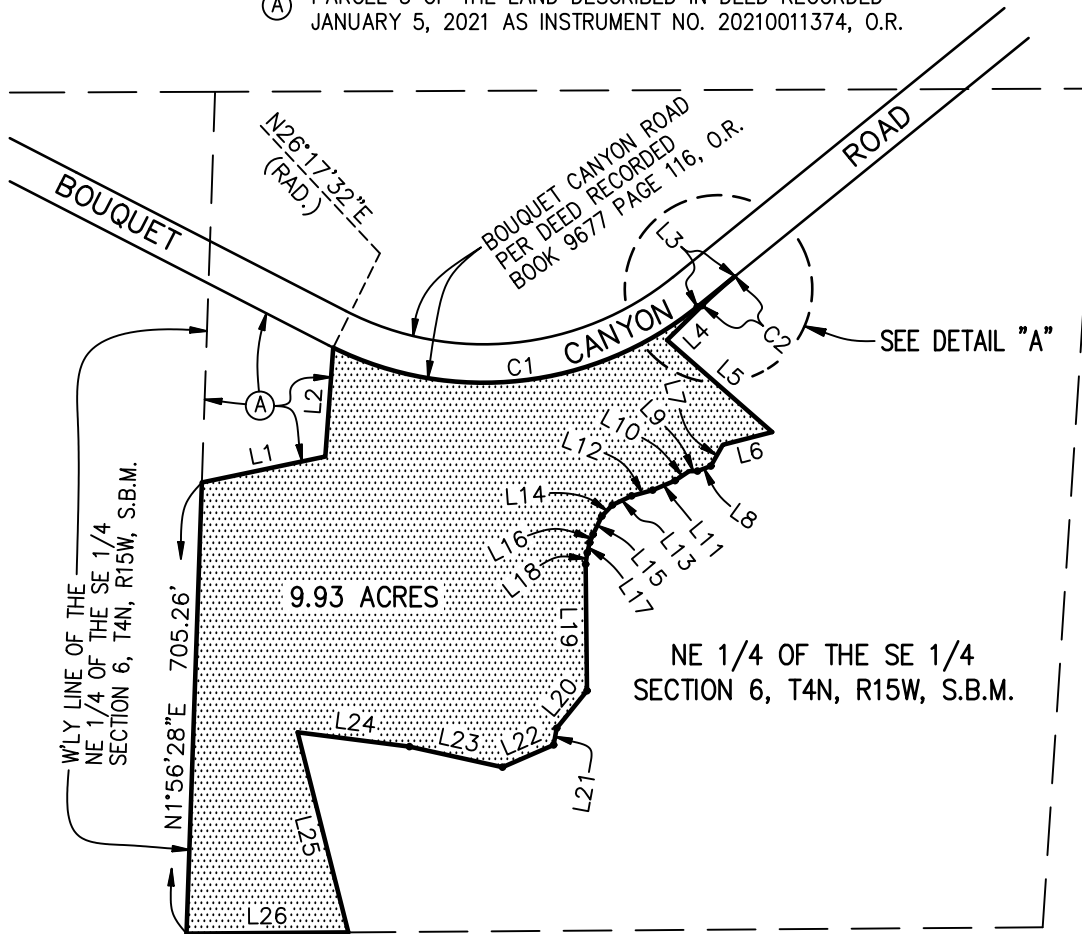 PARCEL 3 OF THE LAND DESCRIBED IN DEED RECORDED
A JANUARY 5, 2021 AS INSTRUMENT NO. 20210011374, O.R.
N26°17'32"E
(RAD.)
BOUQUET CANYON ROAD
PER DEED RECORDED
BOOK 9677 PAGE 116, O.R.
BOUQUET
CANYON
ROAD
L3
C1
C2
L4
L5
SEE DETAIL "A"
A
L2
L1
L7
L9
L10
L12
L6
L8
L11
L13
L14
L15
L16
L17
L18
L19
9.93 ACRES
W'LY LINE OF THE
NE 1/4 OF THE SE 1/4
SECTION 6, T4N, R15W, S.B.M.
N1°56'28"E 705.26'
NE 1/4 OF THE SE 1/4
SECTION 6, T4N, R15W, S.B.M.
L20
L21
L22
L23
L24
L25
L26